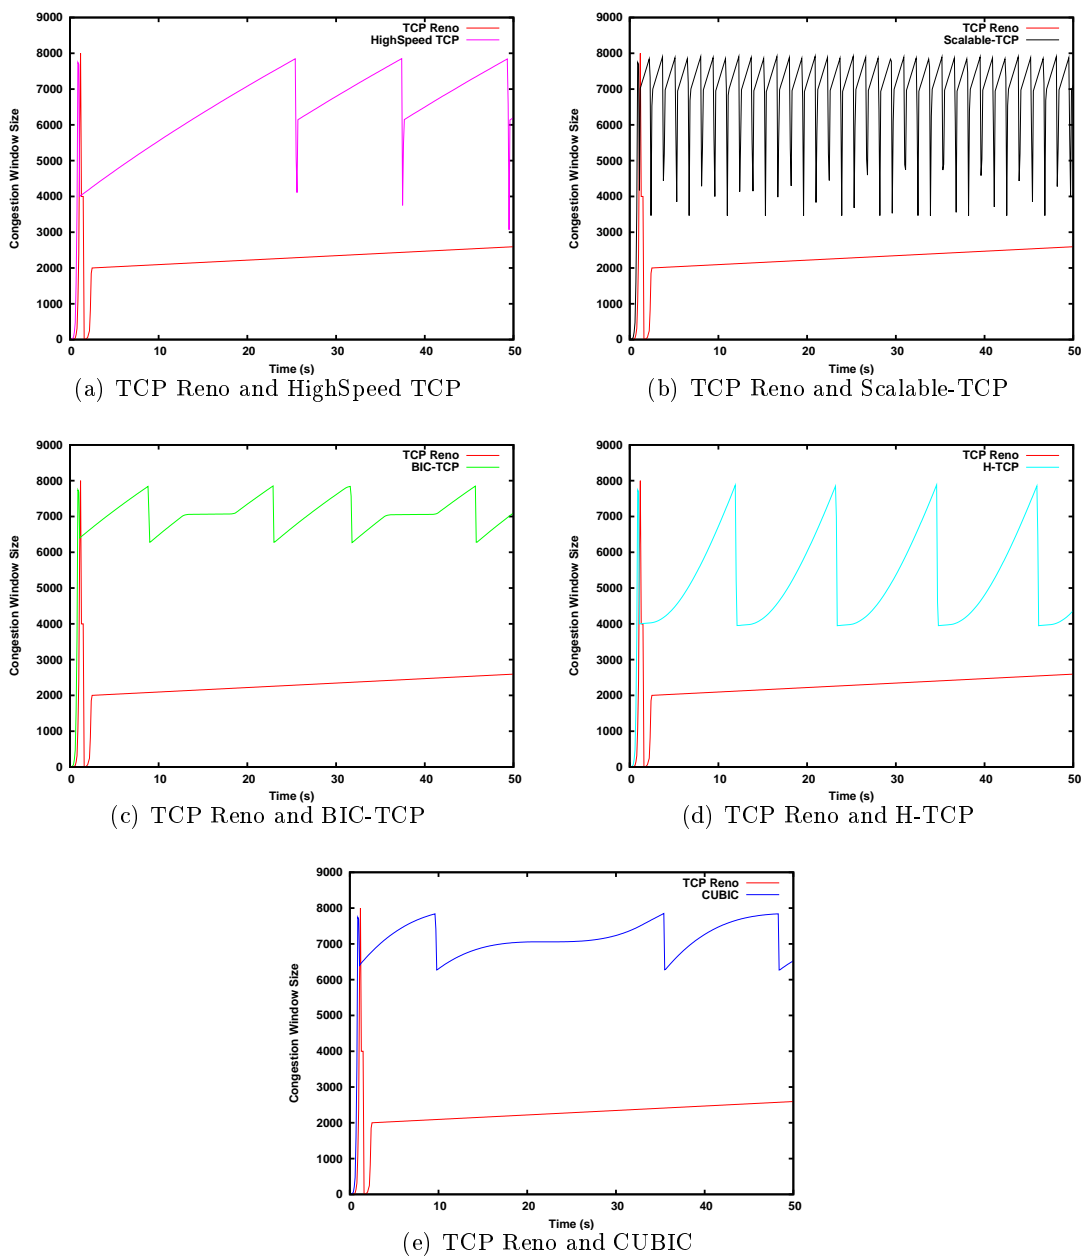 9000
8000
7000
6000
5000
4000
3000
2000
1000
0
Congestion Window Size
TCP Reno
HighSpeed TCP
0 10 20 30 40 50
Time (s)
(a) TCP Reno and HighSpeed TCP
9000
8000
7000
6000
5000
4000
3000
2000
1000
0
Congestion Window Size
TCP Reno
Scalable-TCP
0 10 20 30 40 50
Time (s)
(b) TCP Reno and Scalable-TCP
9000
8000
7000
6000
5000
4000
3000
2000
1000
0
Congestion Window Size
TCP Reno
BIC-TCP
0 10 20 30 40 50
Time (s)
(c) TCP Reno and BIC-TCP
9000
8000
7000
6000
5000
4000
3000
2000
1000
0
Congestion Window Size
TCP Reno
H-TCP
0 10 20 30 40 50
Time (s)
(d) TCP Reno and H-TCP
9000
8000
7000
6000
5000
4000
3000
2000
1000
0
Congestion Window Size
TCP Reno
CUBIC
0 10 20 30 40 50
Time (s)
(e) TCP Reno and CUBIC